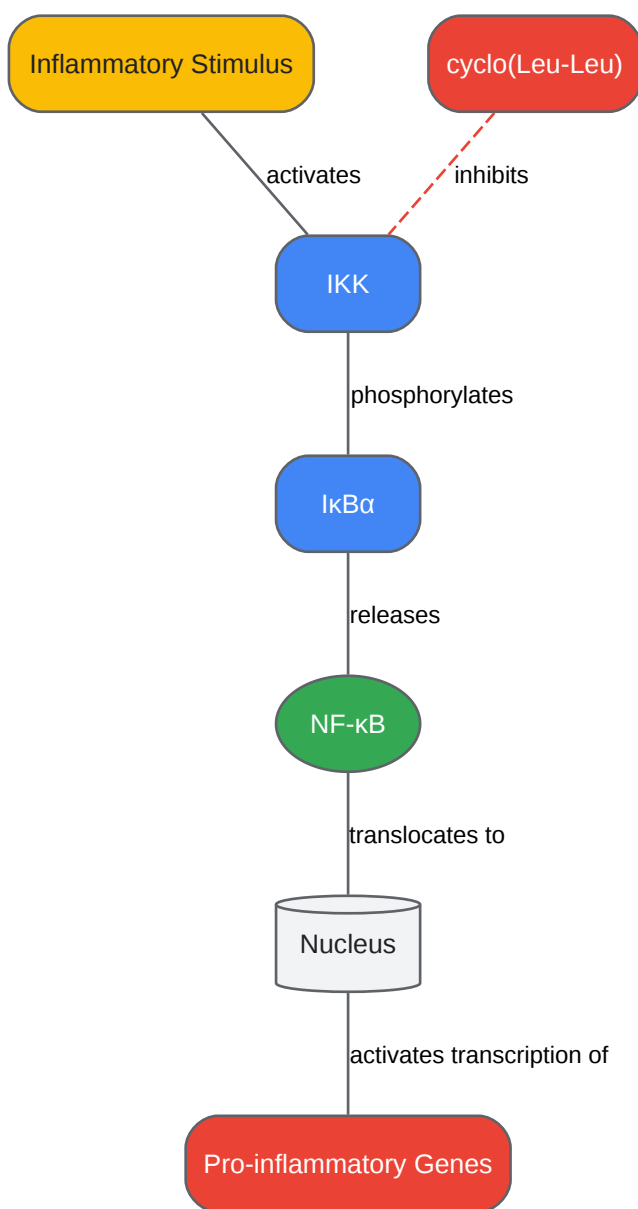 Inflammatory Stimulus
cyclo(Leu-Leu)
activates
inhibits
IKK
phosphorylates
IκBα
releases
NF-κB
translocates to
Nucleus
activates transcription of
Pro-inflammatory Genes